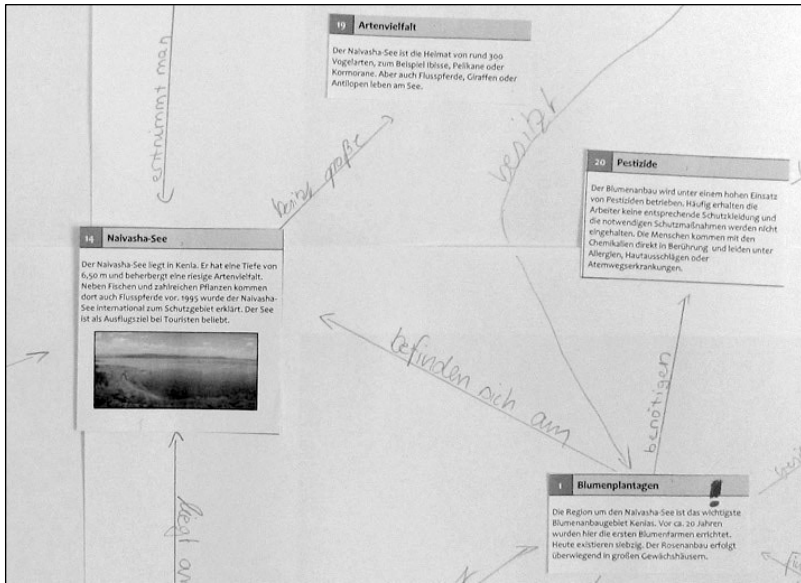 19 Artenvielfalt
Der Naivasha-See ist die Heimat von rund 300
Vogelarten, zum Beispiel Ibisse, Pelikane oder
Kormorane. Aber auch Flusspferde, Giraffen oder
Antilopen leben am See.
entnimmt man
besitzt große
besitzt
20 Pestizide
Der Blumenanbau wird unter einem hohen Einsatz
von Pestiziden betrieben. Häufig erhalten die
Arbeiter keine entsprechende Schutzkleidung und
die notwendigen Schutzmaßnahmen werden nicht
eingehalten. Die Menschen kommen mit den
Chemikalien direkt in Berührung und leiden unter
Allergien, Hautausschlägen oder
Atemwegserkrankungen.
14 Naivasha-See
Der Naivasha-See liegt in Kenia. Er hat eine Tiefe von
6,50 m und beherbergt eine riesige Artenvielfalt.
Neben Fischen und zahlreichen Pflanzen kommen
dort auch Flusspferde vor. 1995 wurde der Naivasha-
See international zum Schutzgebiet erklärt. Der See
ist als Ausflugsziel bei Touristen beliebt.
befinden sich am
benötigen
liegt am
1 Blumenplantagen !
Die Region um den Naivasha-See ist das wichtigste
Blumenanbaugebiet Kenias. Vor ca. 20 Jahren
wurden hier die ersten Blumenfarmen errichtet.
Heute existieren siebzig. Der Rosenanbau erfolgt
überwiegend in großen Gewächshäusern.